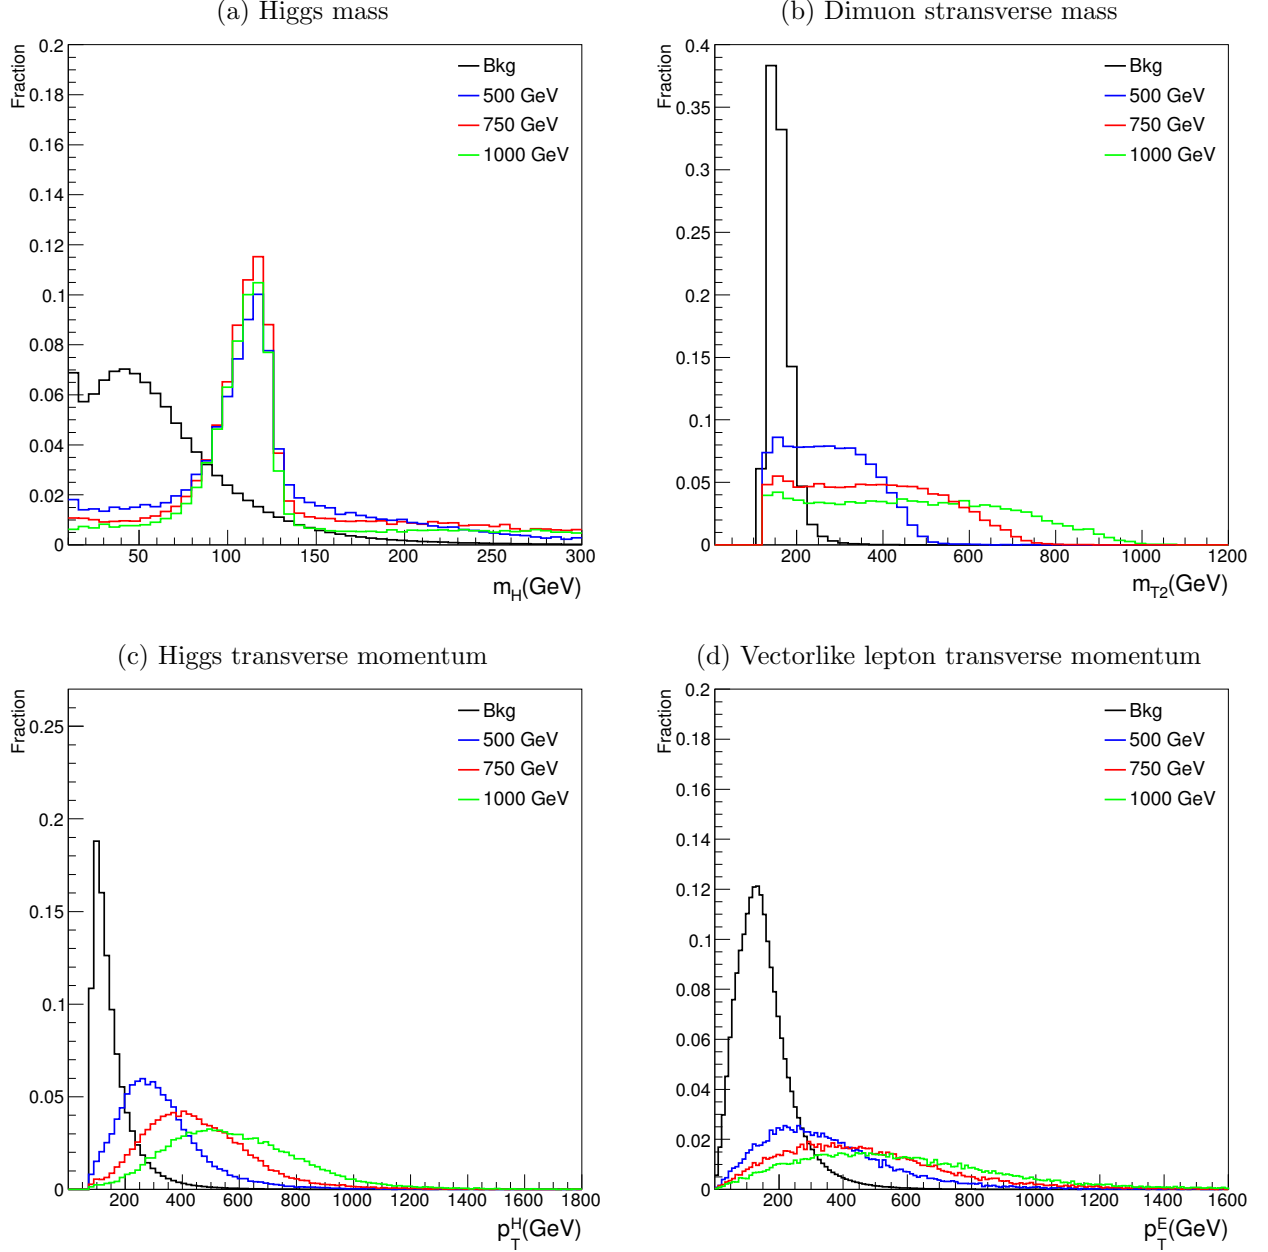 (a) Higgs mass
(b) Dimuon stransverse mass
Fraction
0.2
0.18
0.16
0.14
0.12
0.1
0.08
0.06
0.04
0.02
0
50
100
150
200
250
300
m_H(GeV)
Bkg
500 GeV
750 GeV
1000 GeV
Fraction
0.4
0.35
0.3
0.25
0.2
0.15
0.1
0.05
0
200
400
600
800
1000
1200
m_T2(GeV)
Bkg
500 GeV
750 GeV
1000 GeV
(c) Higgs transverse momentum
(d) Vectorlike lepton transverse momentum
Fraction
0.25
0.2
0.15
0.1
0.05
0
200
400
600
800
1000
1200
1400
1600
1800
p_T^H(GeV)
Bkg
500 GeV
750 GeV
1000 GeV
Fraction
0.2
0.18
0.16
0.14
0.12
0.1
0.08
0.06
0.04
0.02
0
200
400
600
800
1000
1200
1400
1600
p_T^E(GeV)
Bkg
500 GeV
750 GeV
1000 GeV